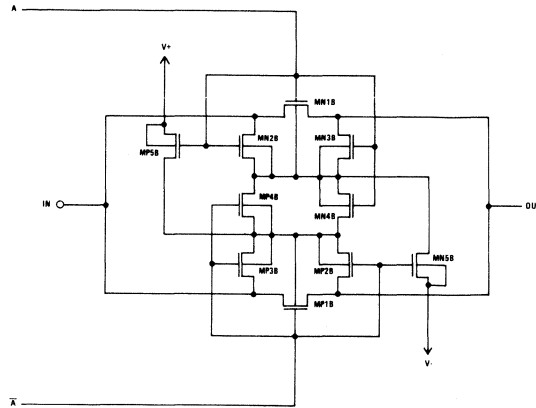 A
V+
MN1B
MN2B
MN3B
MP5B
MP4B
IN
OU
MN4B
MP3B
MP2B
MN5B
MP1B
V-
A̅